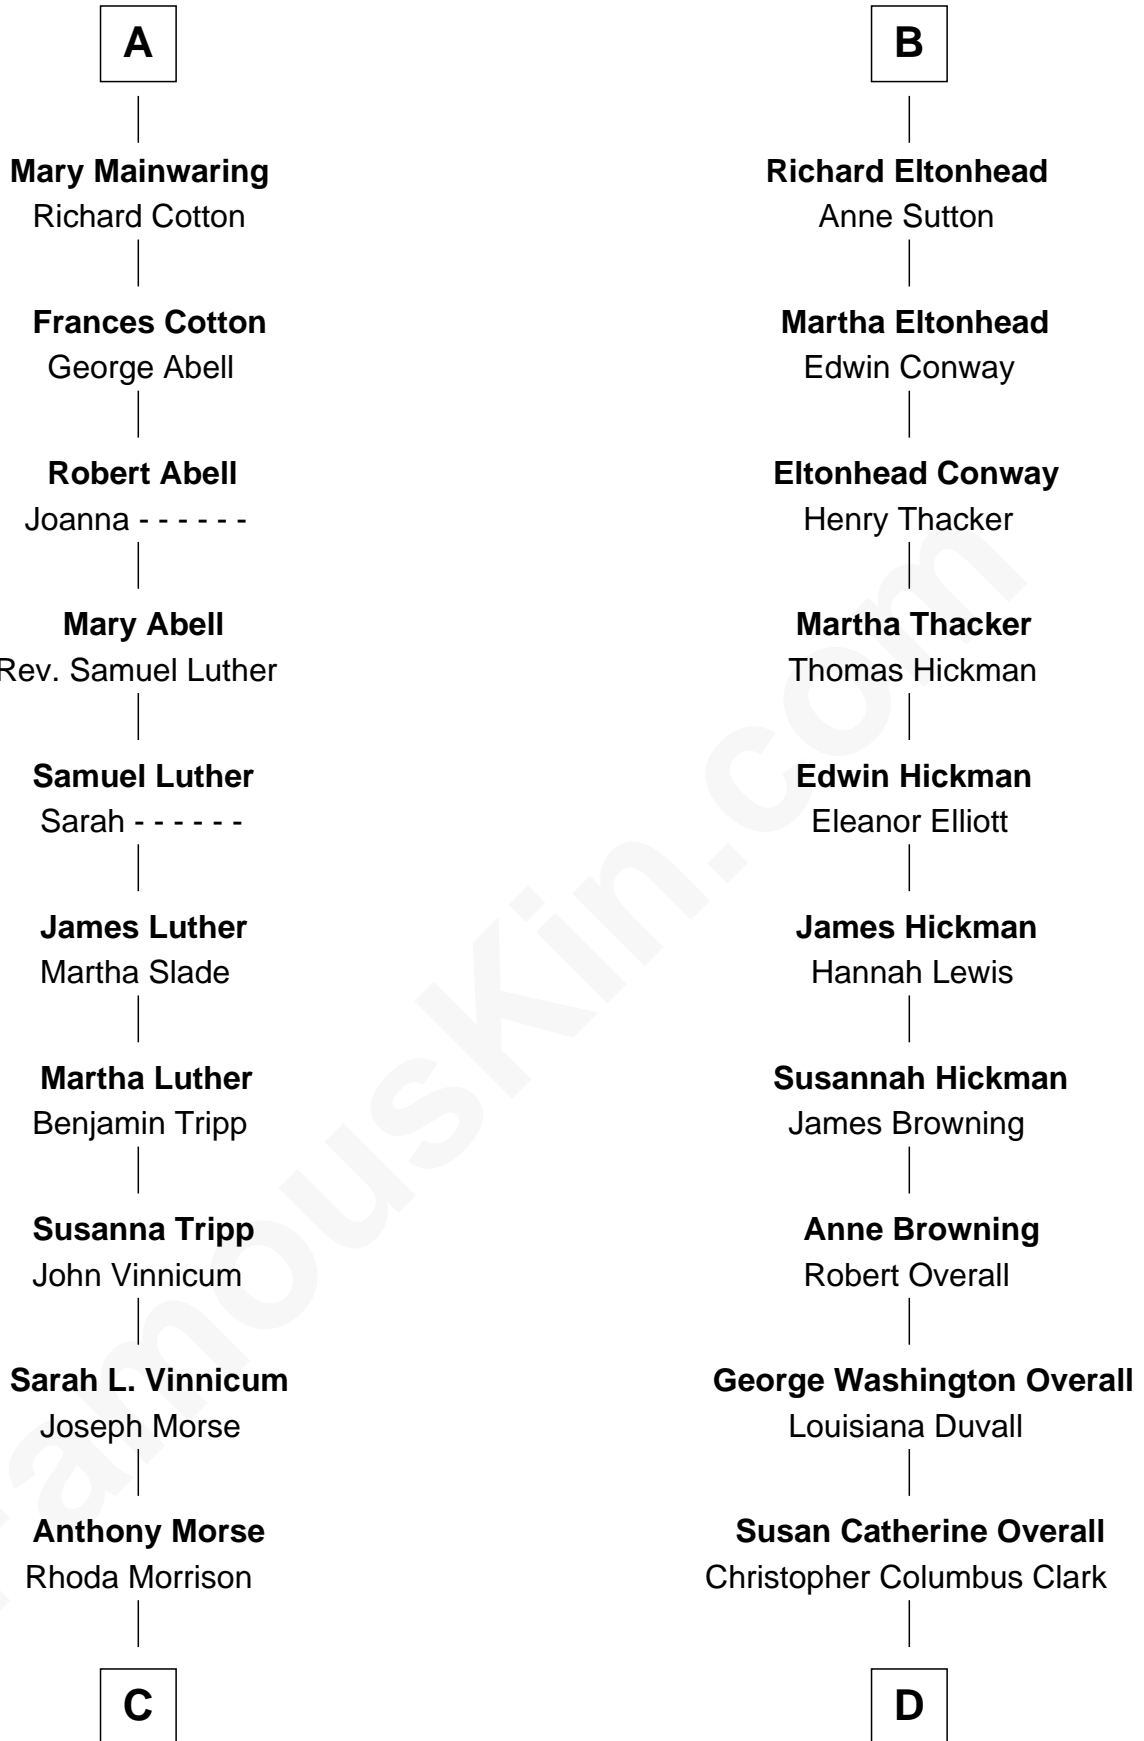 A
Mary Mainwaring
Richard Cotton
Frances Cotton
George Abell
Robert Abell
Joanna - - - - - -
Mary Abell
Rev. Samuel Luther
Samuel Luther
Sarah - - - - - -
James Luther
Martha Slade
Martha Luther
Benjamin Tripp
Susanna Tripp
John Vinnicum
Sarah L. Vinnicum
Joseph Morse
Anthony Morse
Rhoda Morrison
C
B
Richard Eltonhead
Anne Sutton
Martha Eltonhead
Edwin Conway
Eltonhead Conway
Henry Thacker
Martha Thacker
Thomas Hickman
Edwin Hickman
Eleanor Elliott
James Hickman
Hannah Lewis
Susannah Hickman
James Browning
Anne Browning
Robert Overall
George Washington Overall
Louisiana Duvall
Susan Catherine Overall
Christopher Columbus Clark
D
FamousKin.com